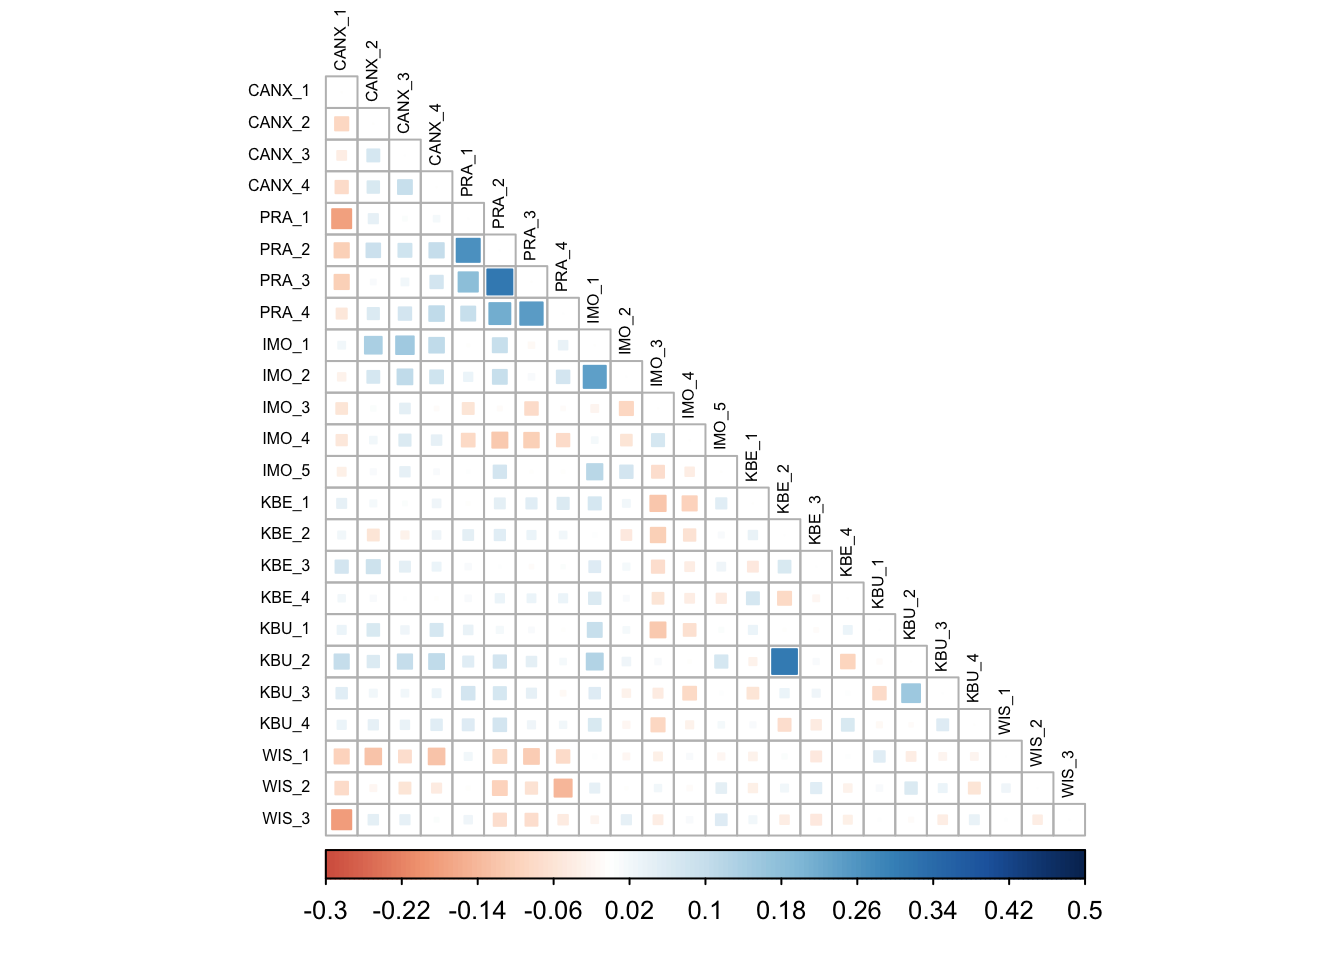 CANX_1
CANX_2
CANX_3
CANX_4
PRA_1
PRA_2
PRA_3
PRA_4
IMO_1
IMO_2
IMO_3
IMO_4
IMO_5
KBE_1
KBE_2
KBE_3
KBE_4
KBU_1
KBU_2
KBU_3
KBU_4
WIS_1
WIS_2
WIS_3
CANX_1
CANX_2
CANX_3
CANX_4
PRA_1
PRA_2
PRA_3
PRA_4
IMO_1
IMO_2
IMO_3
IMO_4
IMO_5
KBE_1
KBE_2
KBE_3
KBE_4
KBU_1
KBU_2
KBU_3
KBU_4
WIS_1
WIS_2
WIS_3
-0.3 -0.22 -0.14 -0.06 0.02 0.1 0.18 0.26 0.34 0.42 0.5